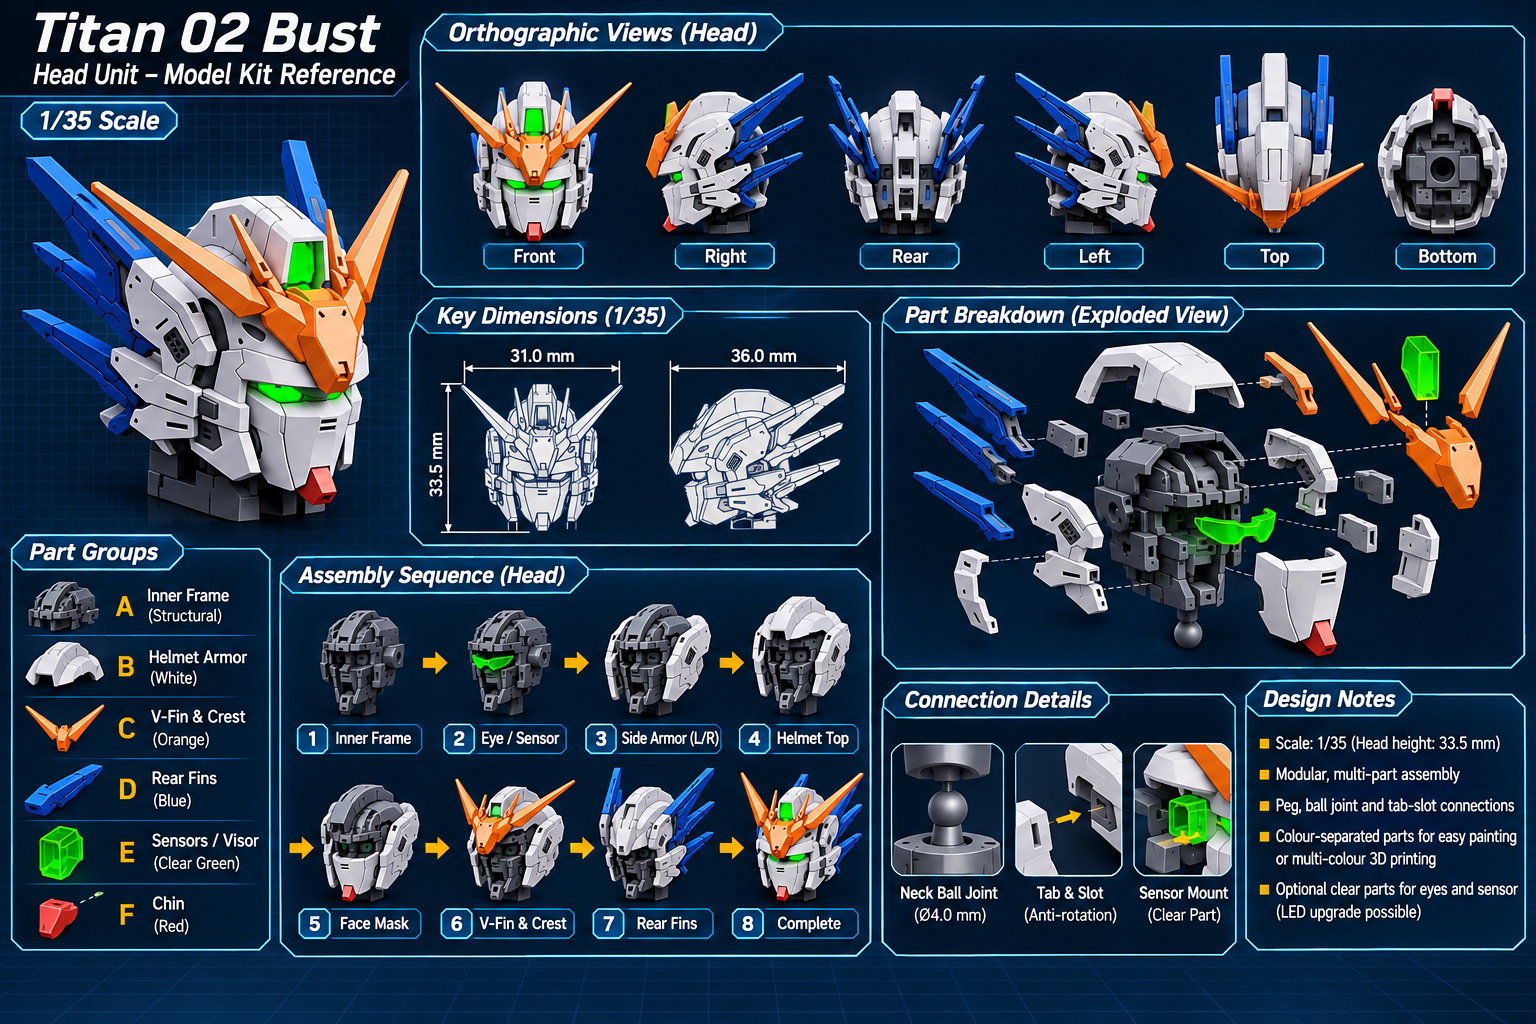 Titan 02 Bust
Head Unit – Model Kit Reference
1/35 Scale
Orthographic Views (Head)
Front
Right
Rear
Left
Top
Bottom
Key Dimensions (1/35)
31.0 mm
36.0 mm
33.5 mm
Part Breakdown (Exploded View)
Part Groups
A
Inner Frame
(Structural)
B
Helmet Armor
(White)
C
V-Fin & Crest
(Orange)
D
Rear Fins
(Blue)
E
Sensors / Visor
(Clear Green)
F
Chin
(Red)
Assembly Sequence (Head)
1 Inner Frame
2 Eye / Sensor
3 Side Armor (L/R)
4 Helmet Top
5 Face Mask
6 V-Fin & Crest
7 Rear Fins
8 Complete
Connection Details
Neck Ball Joint
(Ø4.0 mm)
Tab & Slot
(Anti-rotation)
Sensor Mount
(Clear Part)
Design Notes
Scale: 1/35 (Head height: 33.5 mm)
Modular, multi-part assembly
Peg, ball joint and tab-slot connections
Colour-separated parts for easy painting
or multi-colour 3D printing
Optional clear parts for eyes and sensor
(LED upgrade possible)